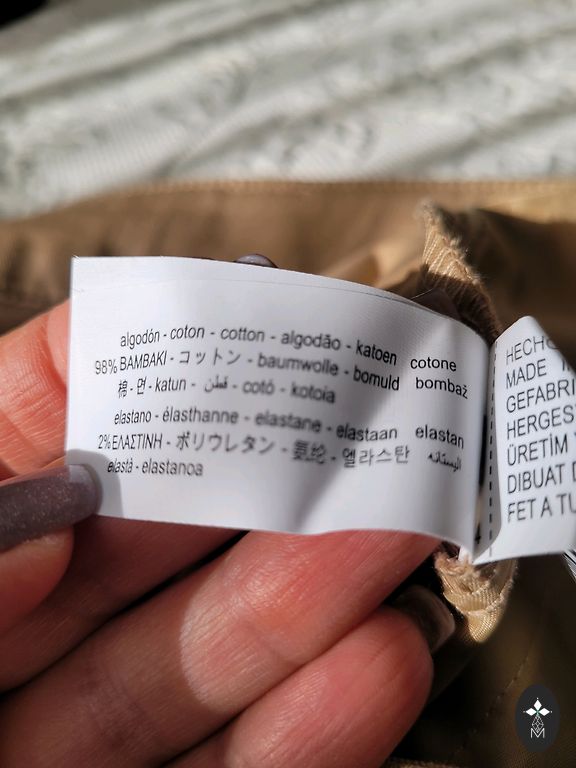 algodón - coton - cotton - algodão - katoen cotone
98% BAMBAKI - コットン - baumwolle - bomuld bombaž
棉 - 면 - katun - قطن - cotó - kotoia
elastano - élasthanne - elastane - elastaan elastan
2% ΕΛΑΣΤΙΝΗ - ポリウレタン - 氨纶 - 엘라스탄 الیستانه
elastà - elastanoa
HECHO
MADE
GEFABRI
HERGES
ÜRETİM
DIBUAT D
FET A TU
M